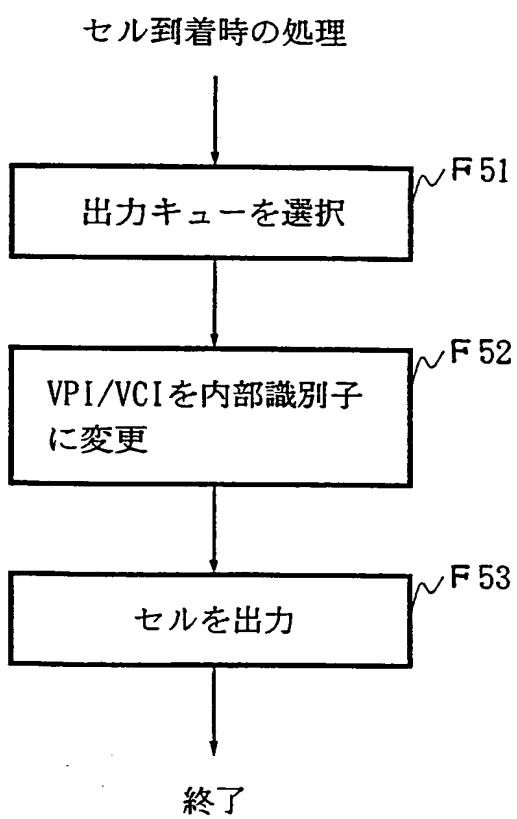 セル到着時の処理
F51
出力キューを選択
F52
VPI/VCIを内部識別子
に変更
F53
セルを出力
終了